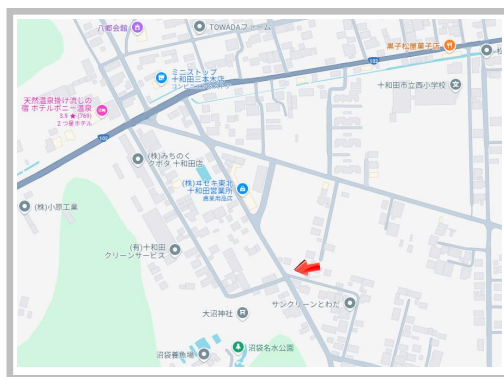 八郷会館
TOWADAファーム
黒子松屋菓子店
102
ミニストップ
十和田三本木店
コンビニエンスストア
十和田市立西小学校
天然温泉掛け流しの
宿 ホテルポニー温泉
3.9 ★ (769)
2 つ星ホテル
102
(株)みちのく
クボタ 十和田店
(株)ヰセキ東北
十和田営業所
農業用品店
(株)小原工業
(有)十和田
クリーンサービス
サンクリーンとわだ
大沼神社
沼袋名水公園
沼袋養魚場